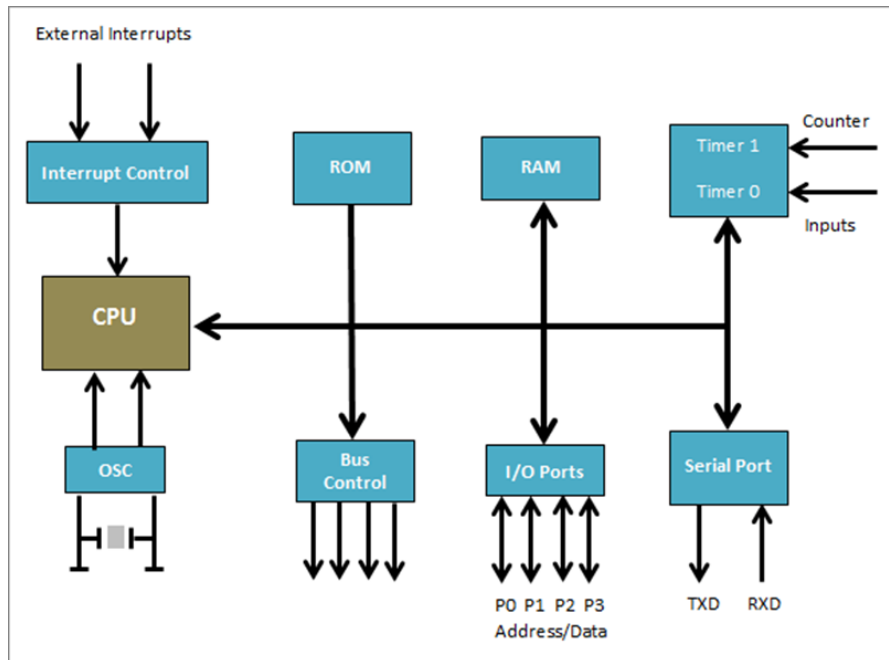 External Interrupts
Interrupt Control
ROM
RAM
Timer 1
Timer 0
Counter
Inputs
CPU
OSC
Bus
Control
I/O Ports
Serial Port
P0 P1 P2 P3
Address/Data
TXD RXD